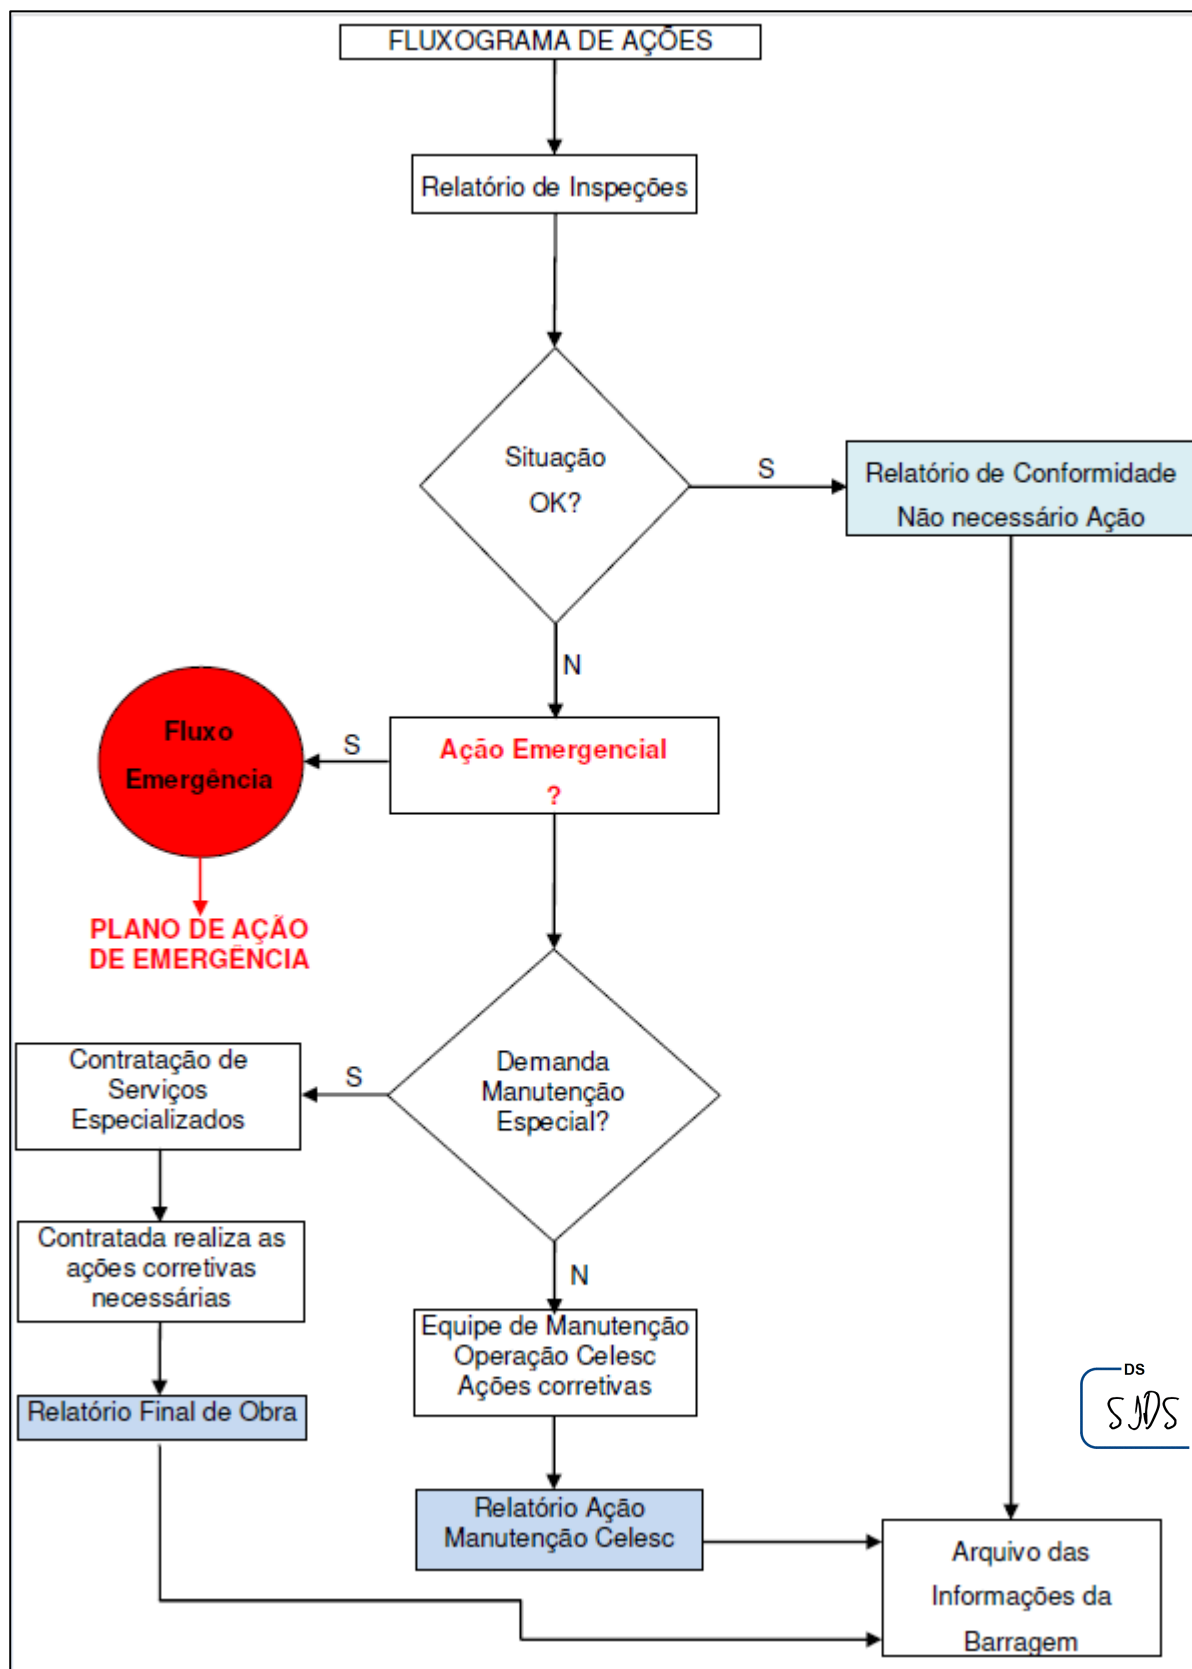 FLUXOGRAMA DE AÇÕES
Relatório de Inspeções
Situação
OK?
S
Relatório de Conformidade
Não necessário Ação
N
Fluxo
Emergência
S
Ação Emergencial
?
PLANO DE AÇÃO
DE EMERGÊNCIA
Contratação de
Serviços
Especializados
S
Demanda
Manutenção
Especial?
Contratada realiza as
ações corretivas
necessárias
N
Equipe de Manutenção
Operação Celesc
Ações corretivas
Relatório Final de Obra
DS
SJDS
Relatório Ação
Manutenção Celesc
Arquivo das
Informações da
Barragem